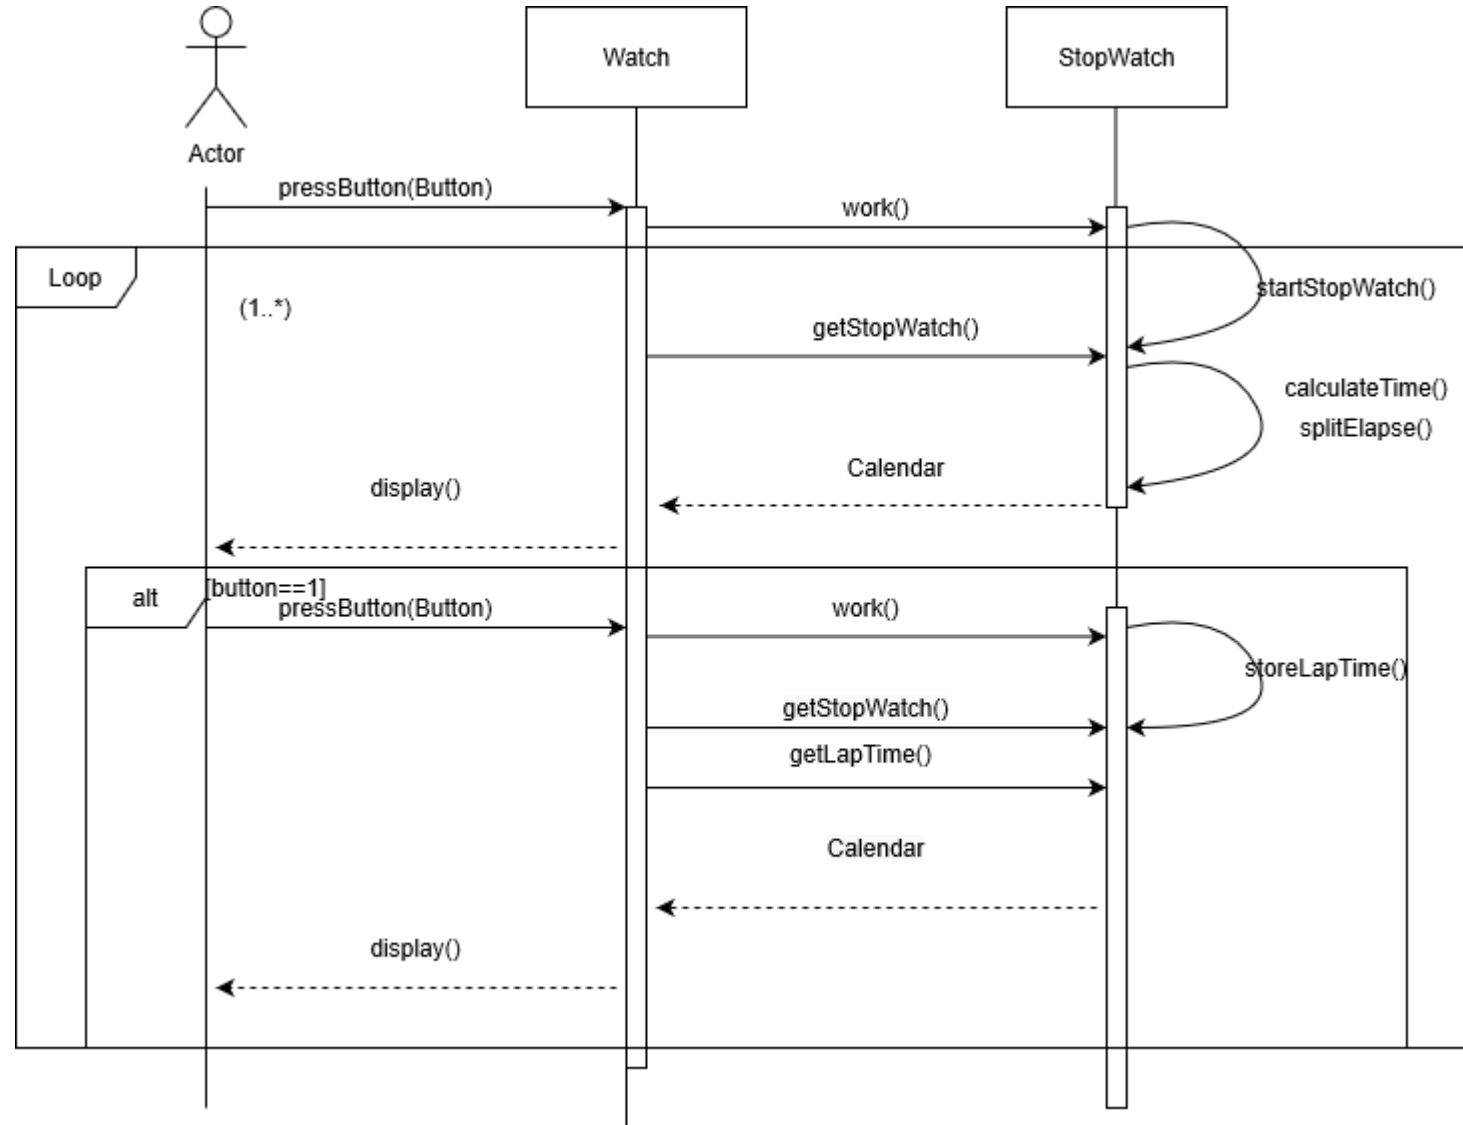 Watch
StopWatch
Actor
pressButton(Button)
work()
Loop
startStopWatch()
(1..*)
getStopWatch()
calculateTime()
splitElapse()
Calendar
display()
alt
[button==1]
pressButton(Button)
work()
storeLapTime()
getStopWatch()
getLapTime()
Calendar
display()